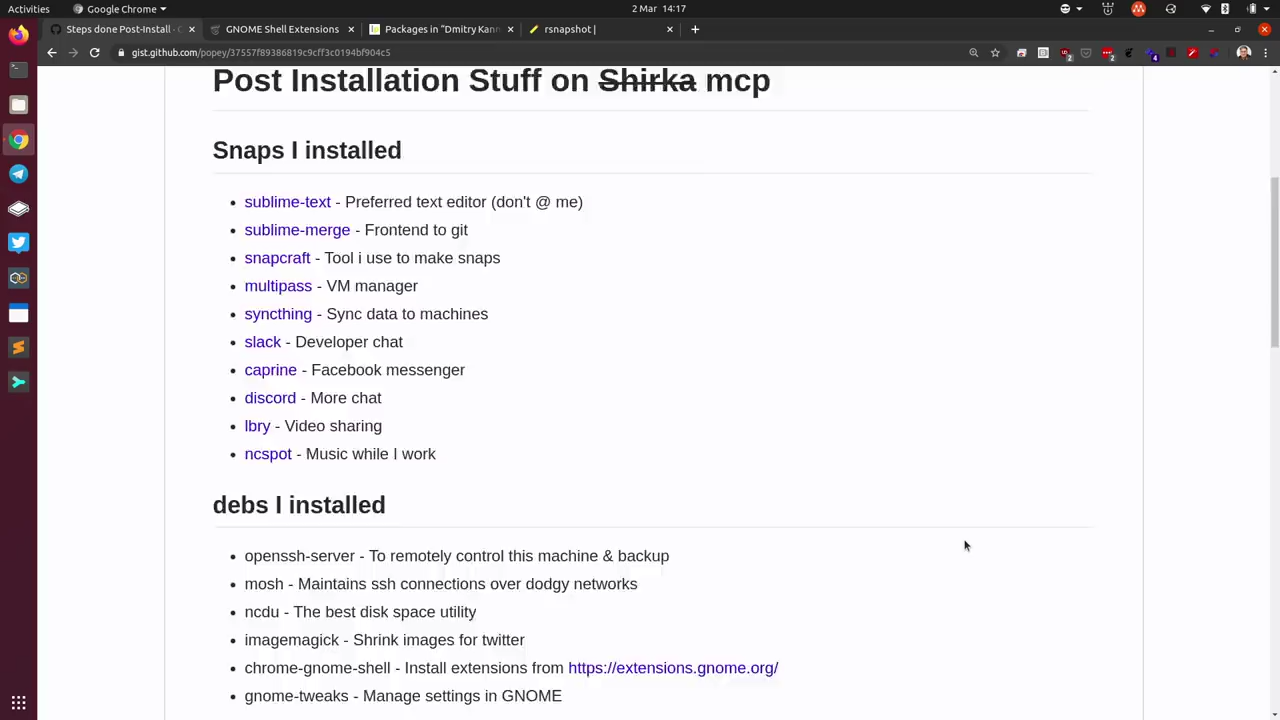 Activities
Google Chrome
2 Mar 14:17
Steps done Post-Install - G
GNOME Shell Extensions
Packages in "Dmitry Kann
rsnapshot |
gist.github.com/popey/37557f89386819c9cff3c0194bf904c5
Post Installation Stuff on Shirka mcp
Snaps I installed
sublime-text - Preferred text editor (don't @ me)
sublime-merge - Frontend to git
snapcraft - Tool i use to make snaps
multipass - VM manager
syncthing - Sync data to machines
slack - Developer chat
caprine - Facebook messenger
discord - More chat
lbry - Video sharing
ncspot - Music while I work
debs I installed
openssh-server - To remotely control this machine & backup
mosh - Maintains ssh connections over dodgy networks
ncdu - The best disk space utility
imagemagick - Shrink images for twitter
chrome-gnome-shell - Install extensions from https://extensions.gnome.org/
gnome-tweaks - Manage settings in GNOME